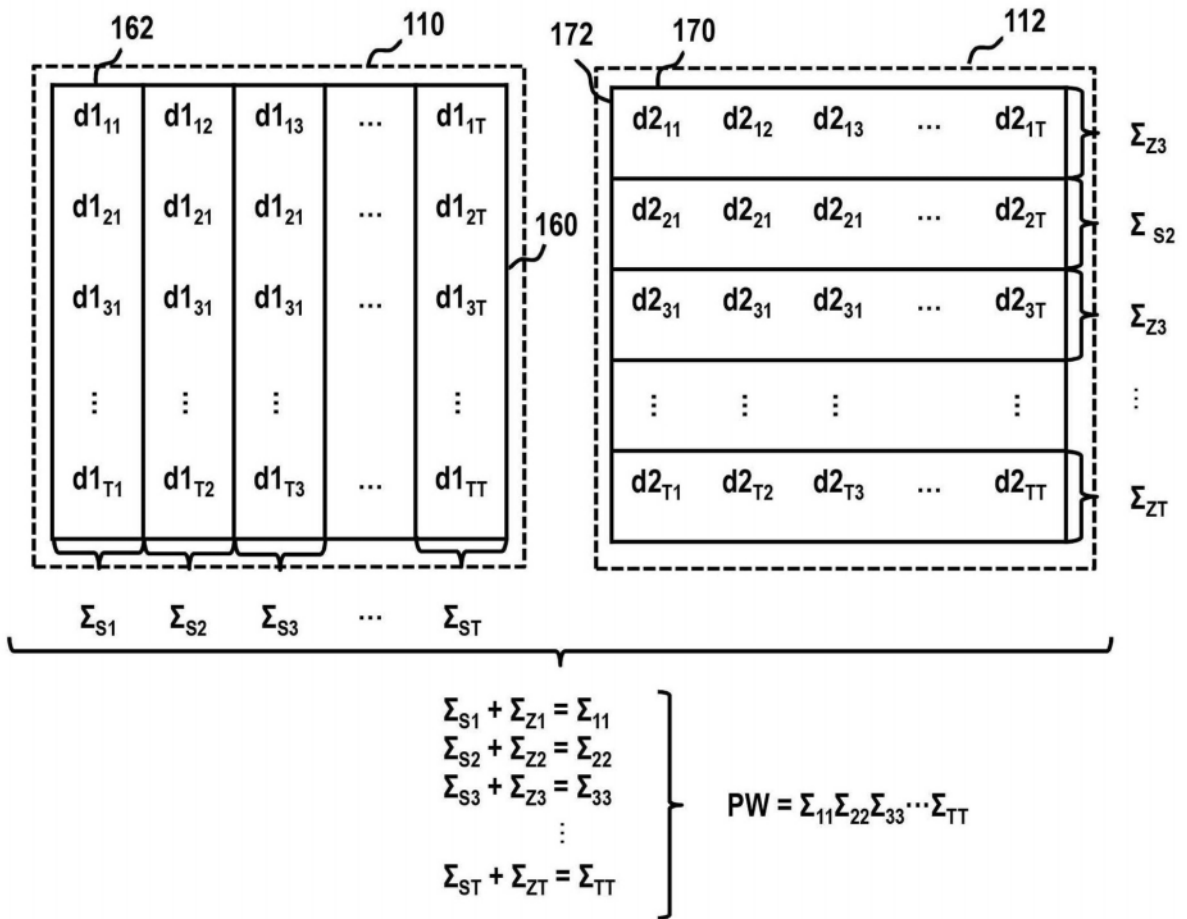 162 110 172 170 112
d1₁₁ d1₁₂ d1₁₃ ... d1₁T d2₁₁ d2₁₂ d2₁₃ ... d2₁T Σ_Z3
d1₂₁ d1₂₁ d1₂₁ ... d1₂T 160 d2₂₁ d2₂₁ d2₂₁ ... d2₂T Σ_S2
d1₃₁ d1₃₁ d1₃₁ ... d1₃T d2₃₁ d2₃₁ d2₃₁ ... d2₃T Σ_Z3
⋮ ⋮ ⋮ ⋮ ⋮ ⋮ ⋮ ⋮ ...
d1_T1 d1_T2 d1_T3 ... d1_TT d2_T1 d2_T2 d2_T3 ... d2_TT Σ_ZT
Σ_S1 Σ_S2 Σ_S3 ... Σ_ST
Σ_S1 + Σ_Z1 = Σ₁₁
Σ_S2 + Σ_Z2 = Σ₂₂
Σ_S3 + Σ_Z3 = Σ₃₃
⋮
Σ_ST + Σ_ZT = Σ_TT
PW = Σ₁₁Σ₂₂Σ₃₃···Σ_TT